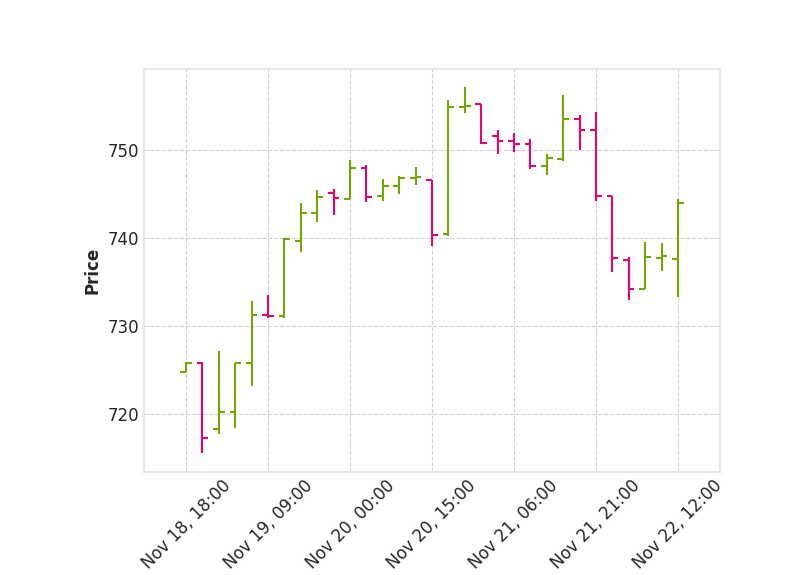 750
740
730
720
Price
Nov 18, 18:00
Nov 19, 09:00
Nov 20, 00:00
Nov 20, 15:00
Nov 21, 06:00
Nov 21, 21:00
Nov 22, 12:00